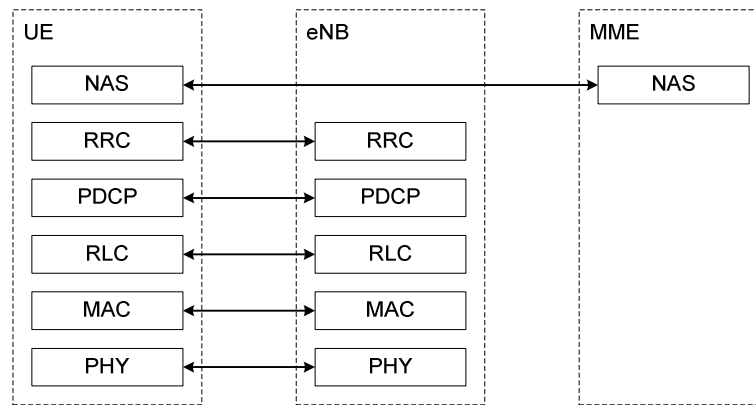 UE eNB MME
NAS NAS
RRC RRC
PDCP PDCP
RLC RLC
MAC MAC
PHY PHY